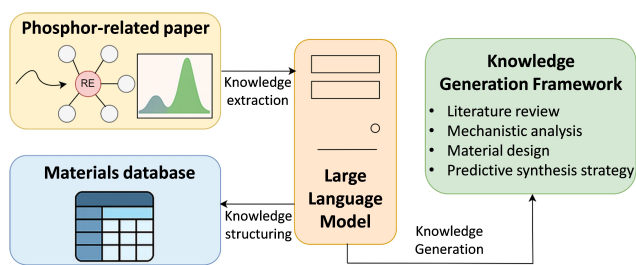 Phosphor-related paper
RE
Knowledge
extraction
Materials database
Knowledge
structuring
Large
Language
Model
Knowledge
Generation
Knowledge
Generation Framework
• Literature review
• Mechanistic analysis
• Material design
• Predictive synthesis strategy